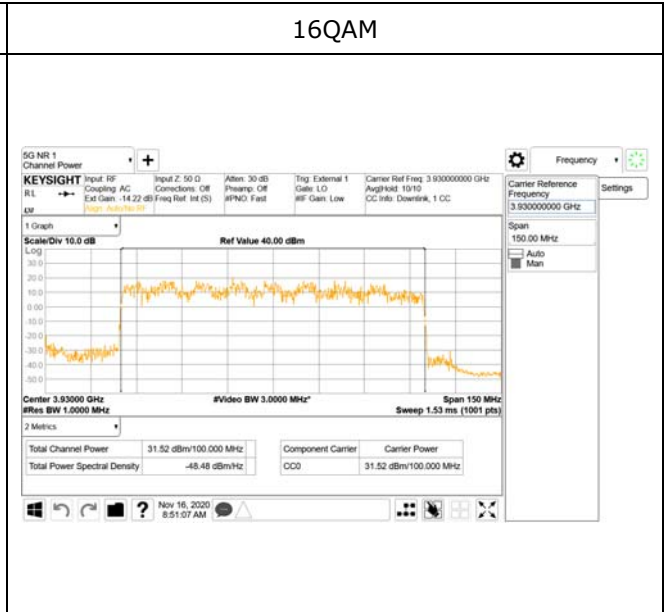 16QAM
5G NR 1
Channel Power
+
Frequency
KEYSIGHT
Input: RF
Coupling: AC
Ext Gain: -14.22 dB
Align: Auto/No RF
Input Z: 50 Ω
Corrections: Off
Freq Ref: Int (S)
Atten: 30 dB
Preamp: Off
#PNO: Fast
Trig: External 1
Gate: LO
#IF Gain: Low
Carrier Ref Freq: 3.930000000 GHz
Avg|Hold: 10/10
CC Info: Downlink, 1 CC
RL
Carrier Reference
Frequency
3.930000000 GHz
Settings
Span
150.00 MHz
Auto
Man
1 Graph
Scale/Div 10.0 dB
Ref Value 40.00 dBm
Log
30.0
20.0
10.0
0.00
-10.0
-20.0
-30.0
-40.0
-50.0
Center 3.93000 GHz
#Video BW 3.0000 MHz*
Span 150 MHz
#Res BW 1.0000 MHz
Sweep 1.53 ms (1001 pts)
2 Metrics
Total Channel Power 31.52 dBm/100.000 MHz
Total Power Spectral Density -48.48 dBm/Hz
Component Carrier Carrier Power
CC0 31.52 dBm/100.000 MHz
?
Nov 16, 2020
8:51:07 AM